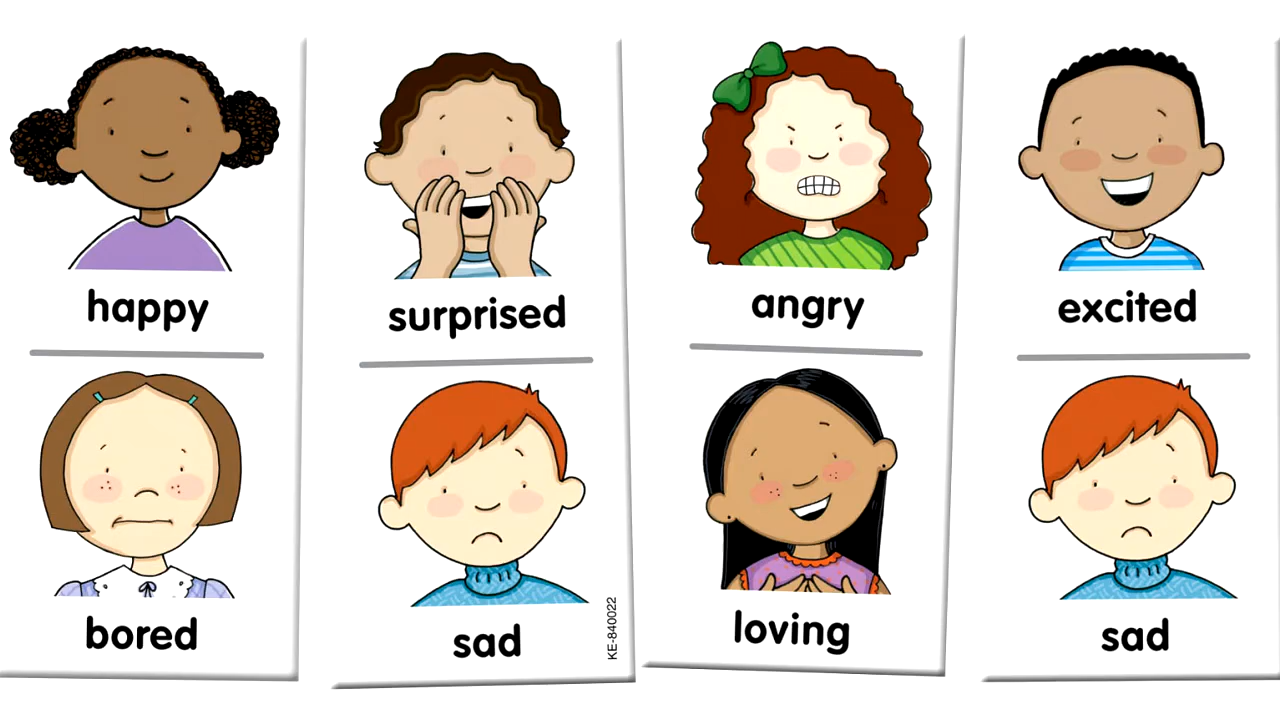 happy
surprised
angry
excited
bored
sad
loving
sad
KE-840022